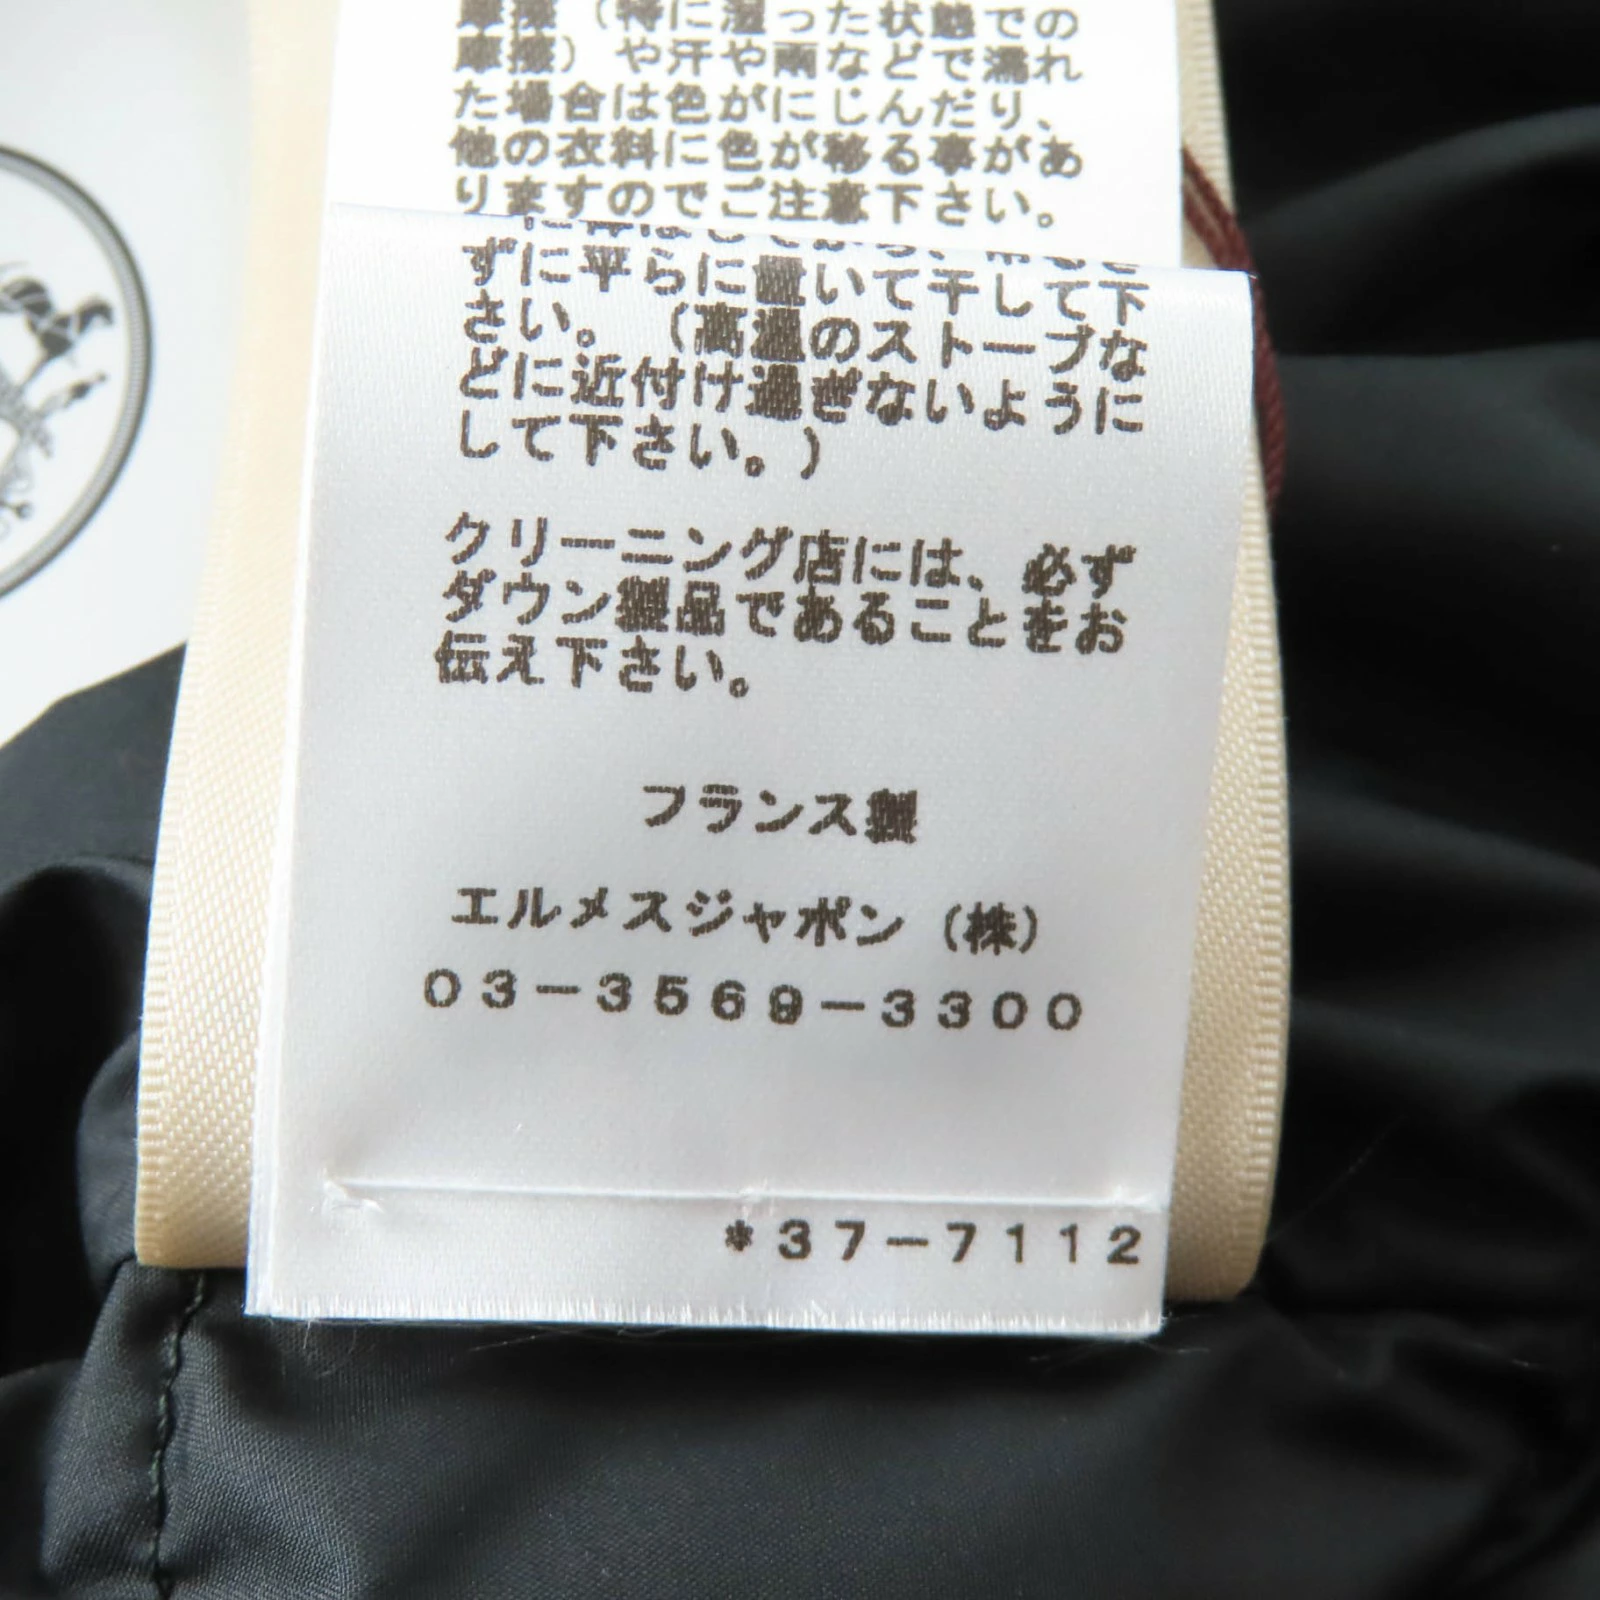 摩擦（特に湿った状態での
摩擦）や汗や雨などで濡れ
た場合は色がにじんだり、
他の衣料に色が移る事があ
りますのでご注意下さい。
ずに平らに置いて干して下
さい。（高温のストーブな
どに近付け過ぎないように
して下さい。）
クリーニング店には、必ず
ダウン製品であることをお
伝え下さい。
フランス製
エルメスジャポン（株）
03-3569-3300
*37-7112